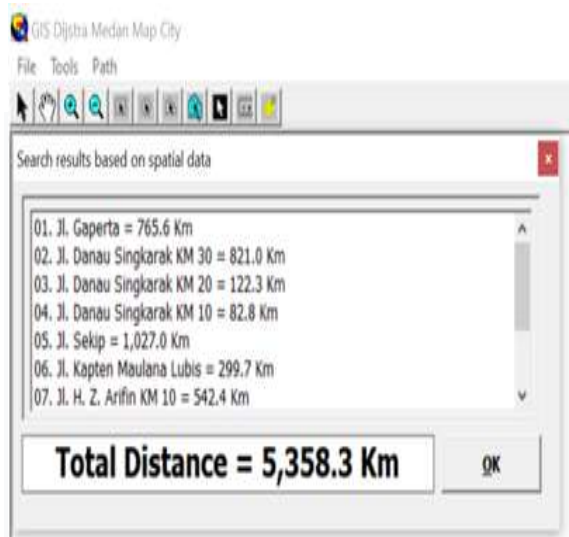 GIS Dijstra Medan Map City
File Tools Path
Search results based on spatial data
01. Jl. Gaperta = 765.6 Km
02. Jl. Danau Singkarak KM 30 = 821.0 Km
03. Jl. Danau Singkarak KM 20 = 122.3 Km
04. Jl. Danau Singkarak KM 10 = 82.8 Km
05. Jl. Sekip = 1,027.0 Km
06. Jl. Kapten Maulana Lubis = 299.7 Km
07. Jl. H. Z. Arifin KM 10 = 542.4 Km
Total Distance = 5,358.3 Km
OK